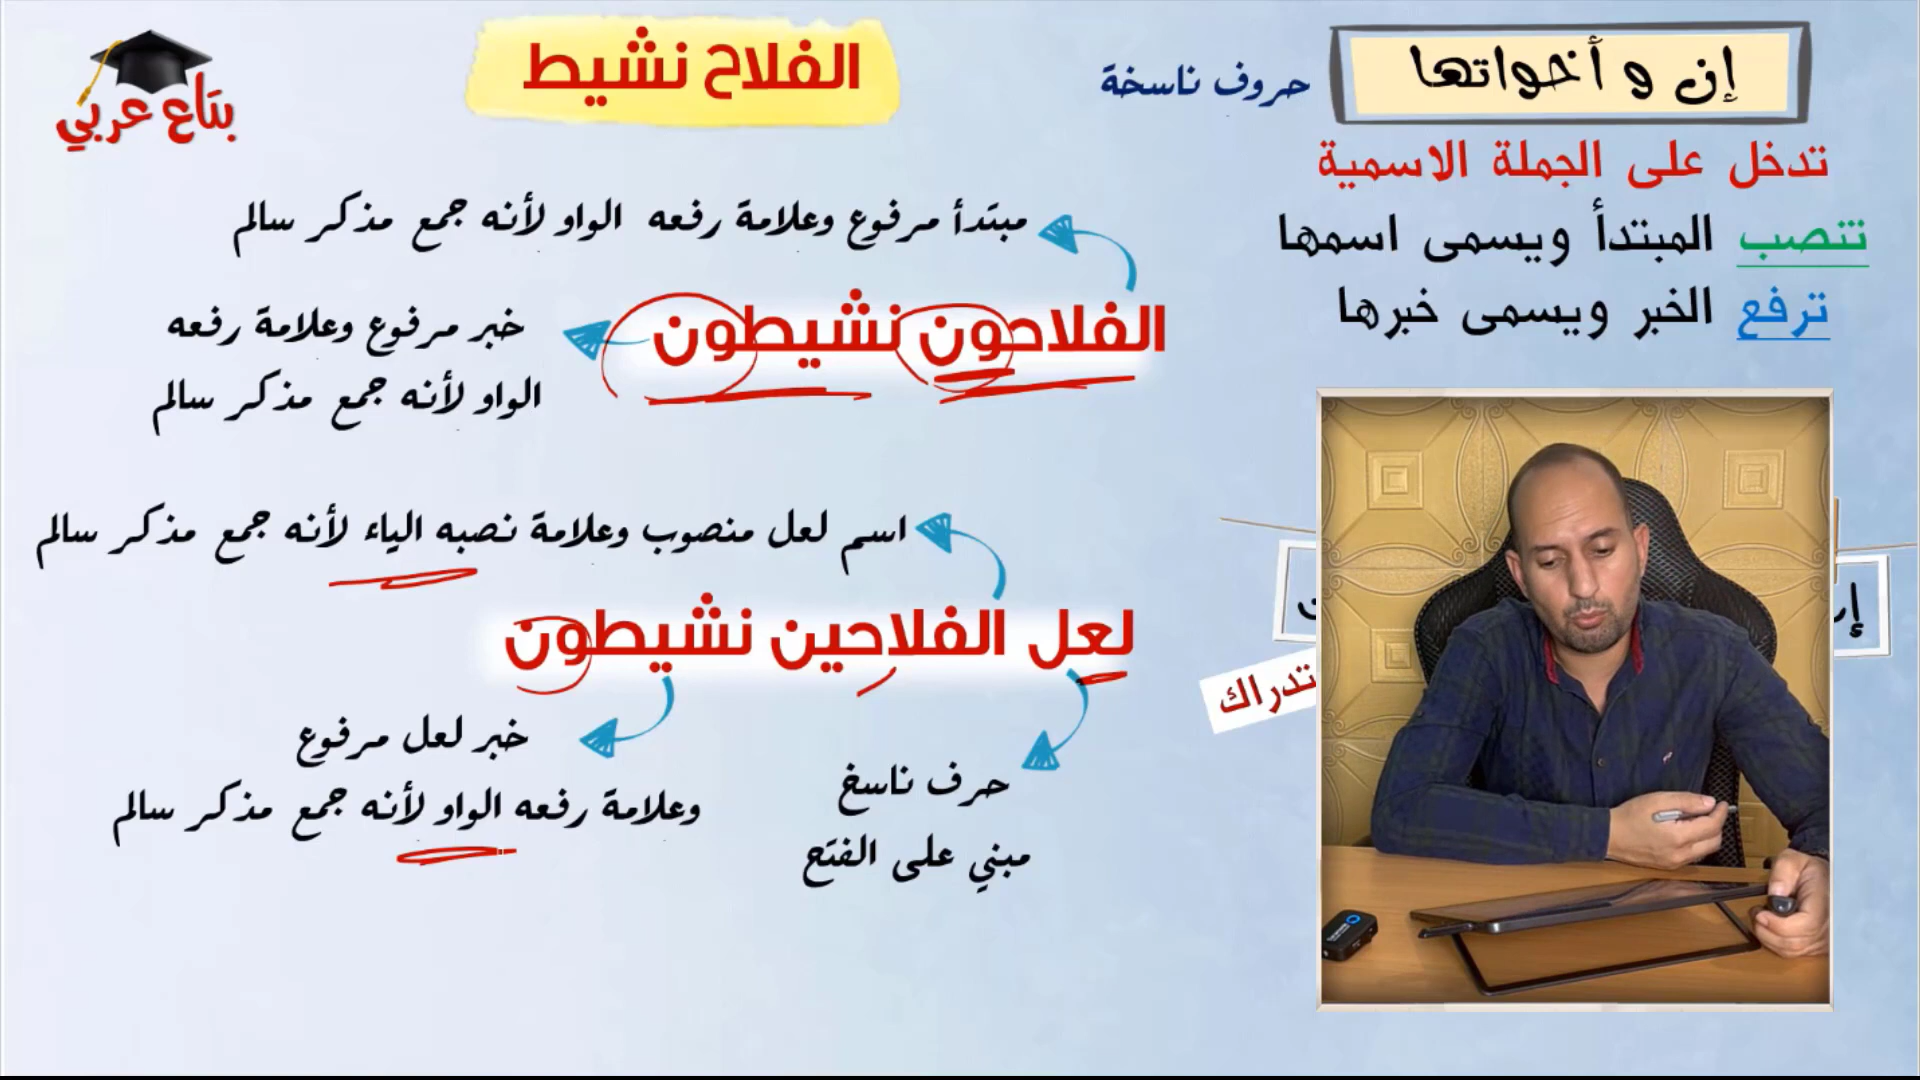 إن و أخواتها
حروف ناسخة
الفلاح نشيط
بتاع عربي
تدخل على الجملة الاسمية
تنصب المبتدأ ويسمى اسمها
ترفع الخبر ويسمى خبرها
مبتدأ مرفوع وعلامة رفعه الواو لأنه جمع مذكر سالم
الفلاحون نشيطون
خبر مرفوع وعلامة رفعه
الواو لأنه جمع مذكر سالم
اسم لعل منصوب وعلامة نصبه الياء لأنه جمع مذكر سالم
لعل الفلاحين نشيطون
خبر لعل مرفوع
وعلامة رفعه الواو لأنه جمع مذكر سالم
حرف ناسخ
مبني على الفتح